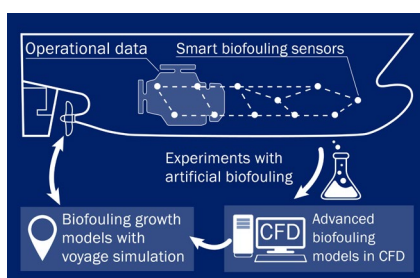 Operational data
Smart biofouling sensors
Experiments with
artificial biofouling
Biofouling growth
models with
voyage simulation
CFD
Advanced
biofouling
models in CFD